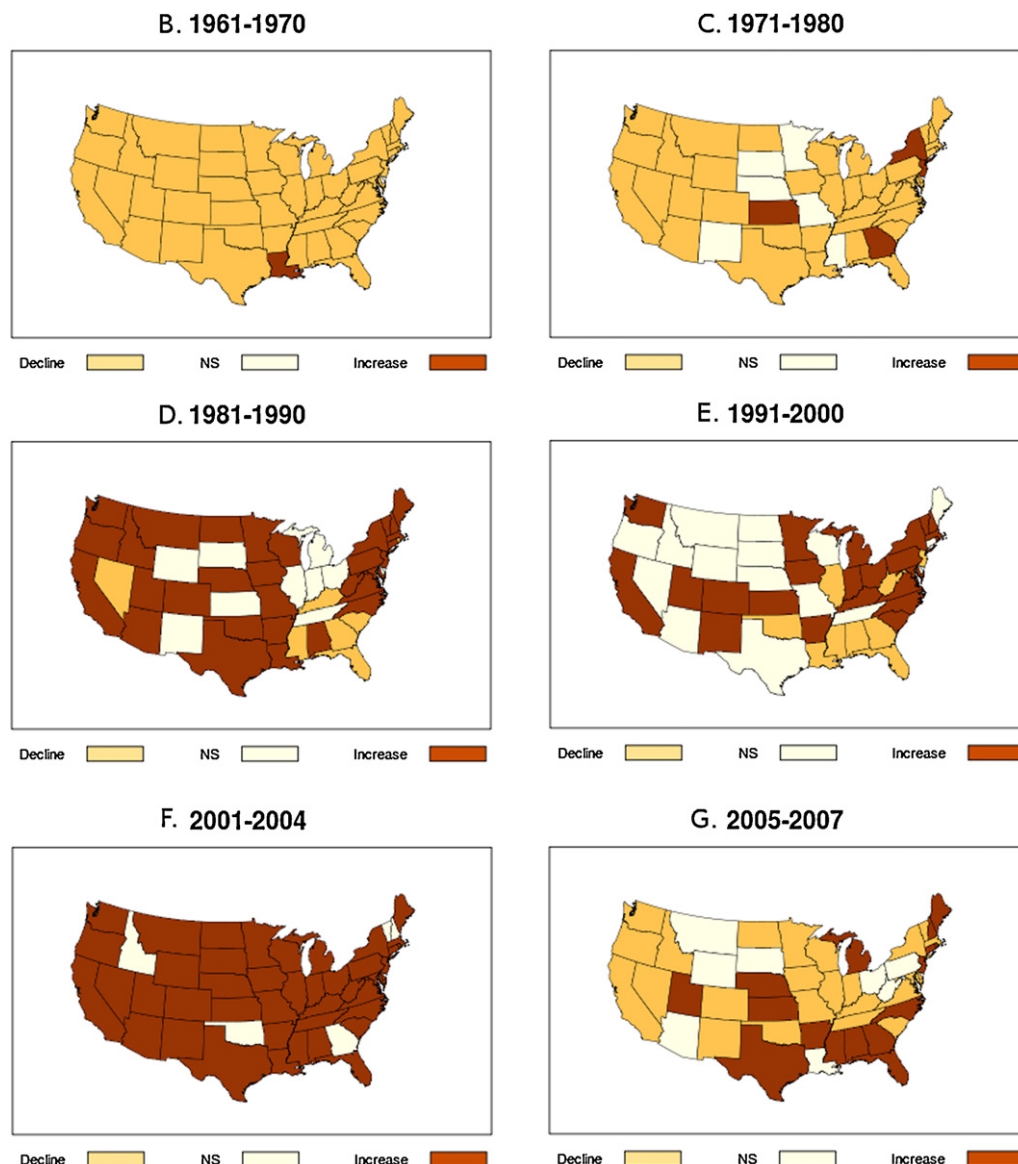 B. 1961-1970
C. 1971-1980
Decline NS Increase
Decline NS Increase
D. 1981-1990
E. 1991-2000
Decline NS Increase
Decline NS Increase
F. 2001-2004
G. 2005-2007
Decline NS Increase
Decline NS Increase